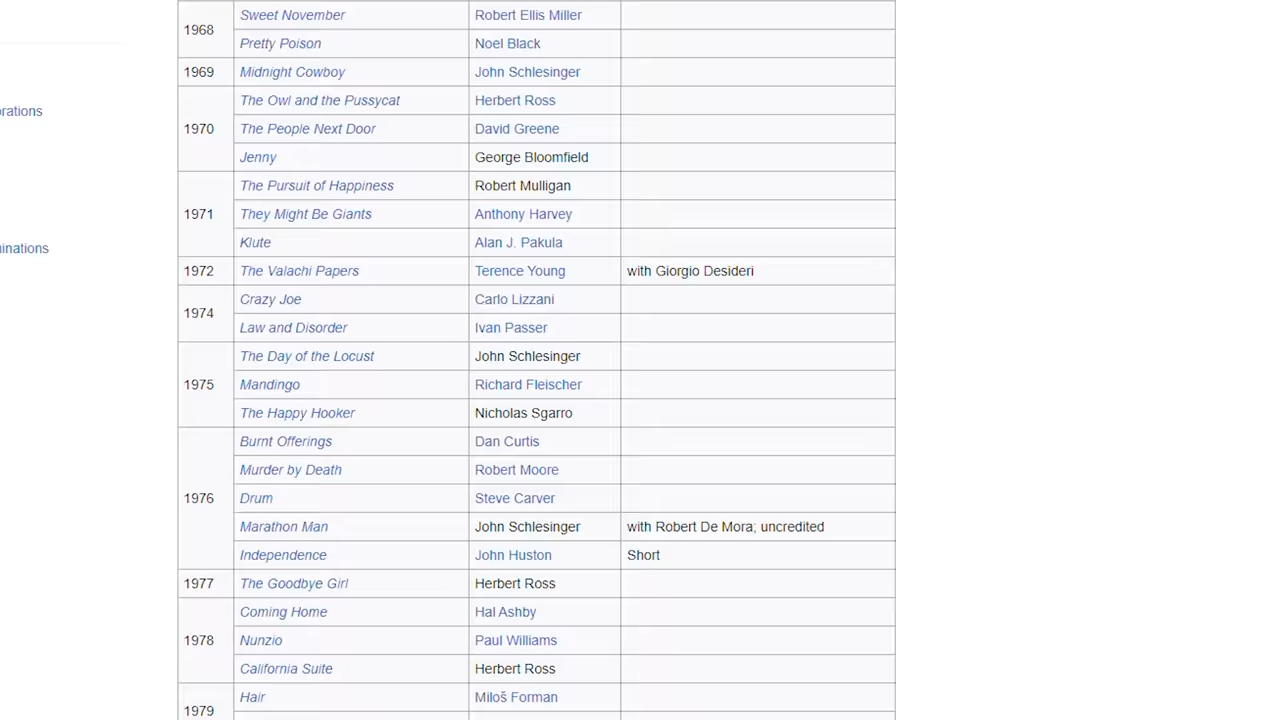 orations
inations
1968
Sweet November Robert Ellis Miller
Pretty Poison Noel Black
1969 Midnight Cowboy John Schlesinger
1970
The Owl and the Pussycat Herbert Ross
The People Next Door David Greene
Jenny George Bloomfield
1971
The Pursuit of Happiness Robert Mulligan
They Might Be Giants Anthony Harvey
Klute Alan J. Pakula
1972 The Valachi Papers Terence Young with Giorgio Desideri
1974
Crazy Joe Carlo Lizzani
Law and Disorder Ivan Passer
1975
The Day of the Locust John Schlesinger
Mandingo Richard Fleischer
The Happy Hooker Nicholas Sgarro
1976
Burnt Offerings Dan Curtis
Murder by Death Robert Moore
Drum Steve Carver
Marathon Man John Schlesinger with Robert De Mora; uncredited
Independence John Huston Short
1977 The Goodbye Girl Herbert Ross
1978
Coming Home Hal Ashby
Nunzio Paul Williams
California Suite Herbert Ross
1979
Hair Miloš Forman